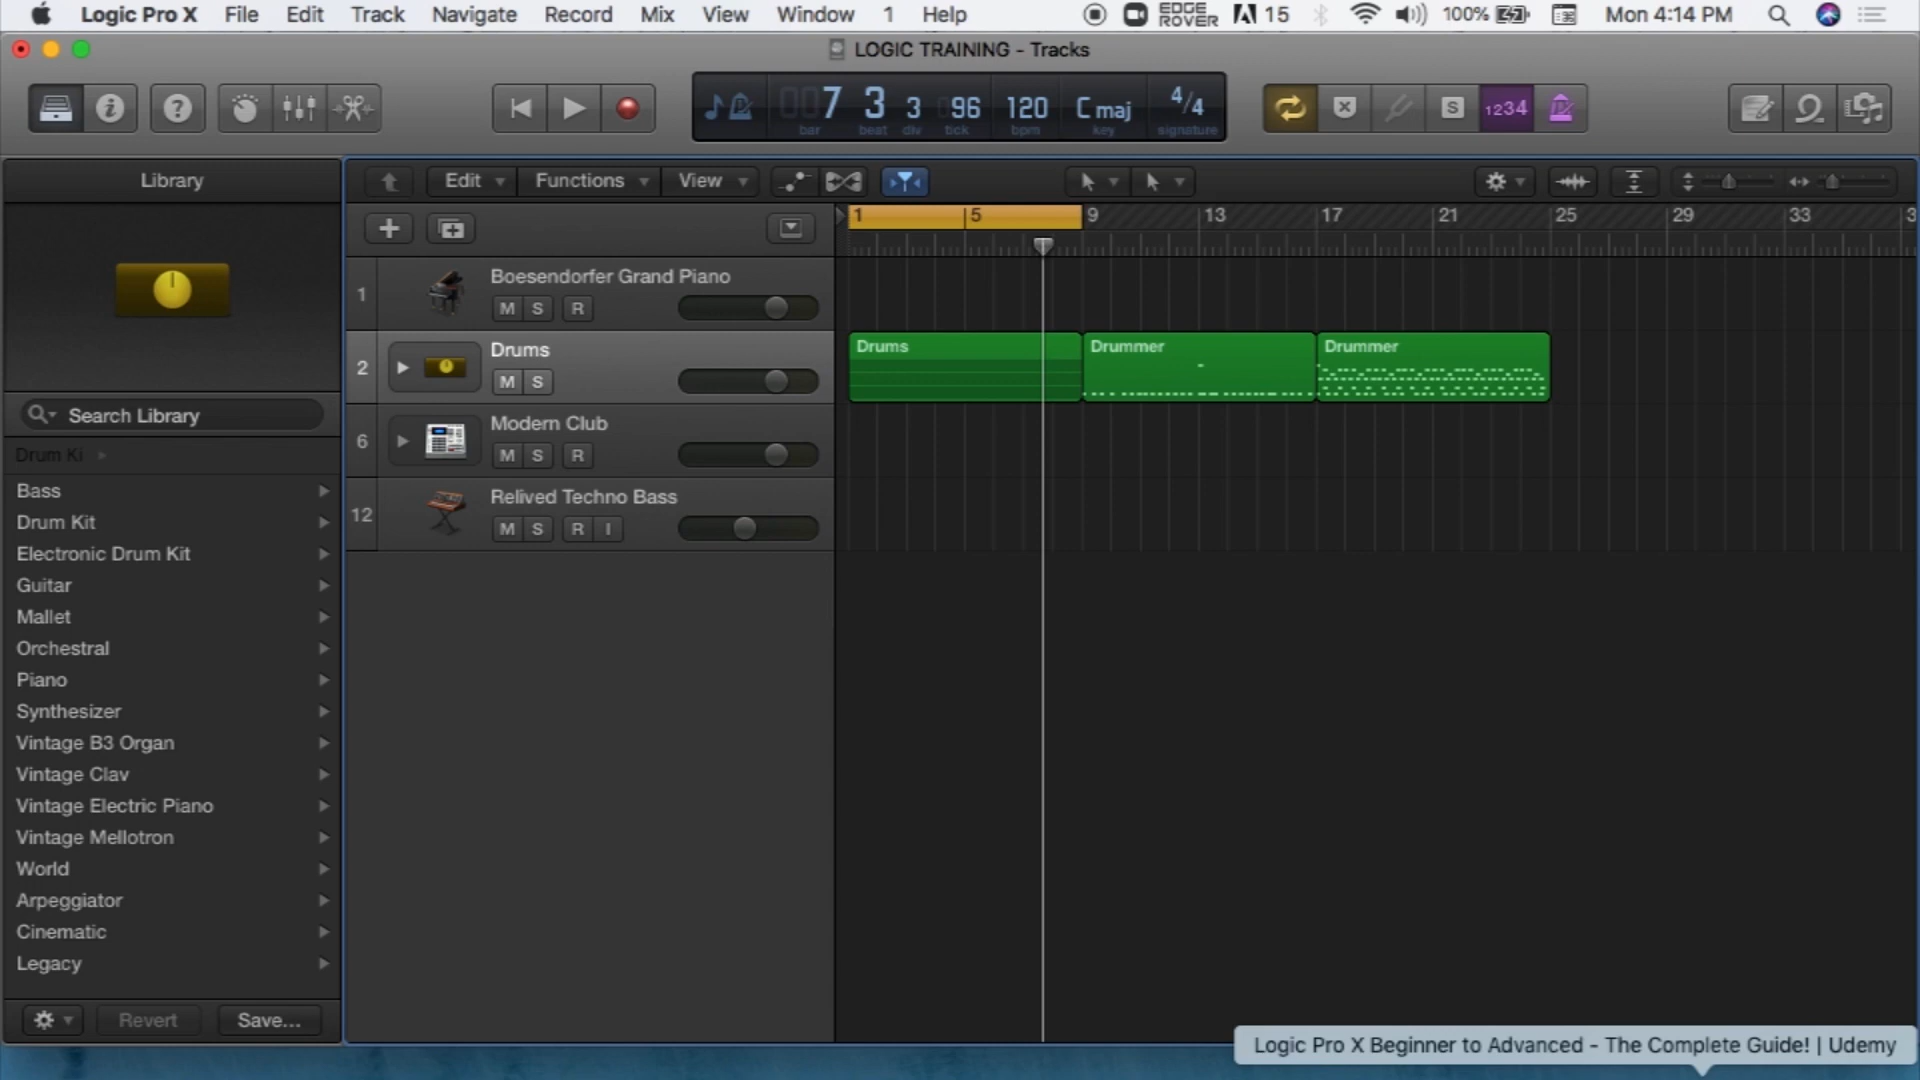 Logic Pro X File Edit Track Navigate Record Mix View Window 1 Help EDGE ROVER 15 100% Mon 4:14 PM
LOGIC TRAINING - Tracks
7 3 3 96 120 C maj 4/4
bar beat div tick bpm key signature
S 1234
Library
Edit Functions View
1 5 9 13 17 21 25 29 33 3
Search Library
Drum Ki
Bass
Drum Kit
Electronic Drum Kit
Guitar
Mallet
Orchestral
Piano
Synthesizer
Vintage B3 Organ
Vintage Clav
Vintage Electric Piano
Vintage Mellotron
World
Arpeggiator
Cinematic
Legacy
Revert Save...
1 Boesendorfer Grand Piano
M S R
2 Drums
M S
6 Modern Club
M S R
12 Relived Techno Bass
M S R I
Drums Drummer Drummer
Logic Pro X Beginner to Advanced - The Complete Guide! | Udemy